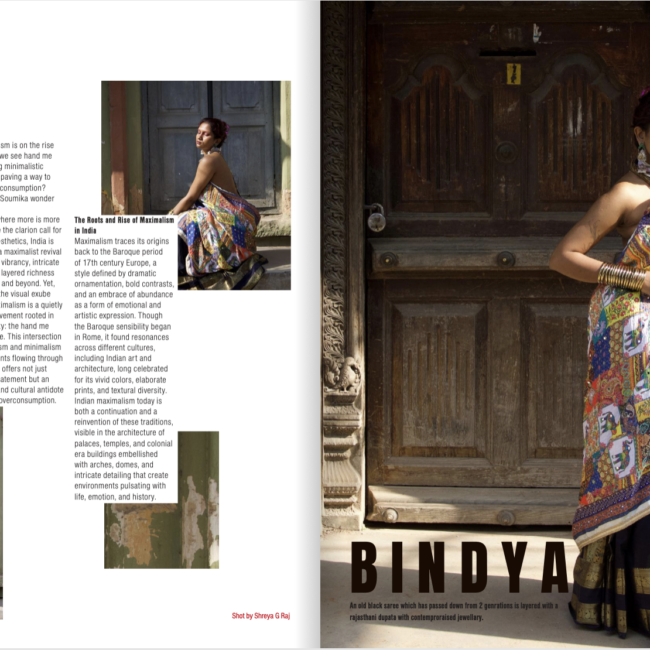 sm is on the rise
we see hand me
g minimalistic
paving a way to
consumption?
Soumika wonder
where more is more
e the clarion call for
sthetics, India is
a maximalist revival
vibrancy, intricate
layered richness
and beyond. Yet,
the visual exube
imalism is a quietly
vement rooted in
y: the hand me
e. This intersection
sm and minimalism
nts flowing through
offers not just
atement but an
nd cultural antidote
overconsumption.
The Roots and Rise of Maximalism
in India
Maximalism traces its origins
back to the Baroque period
of 17th century Europe, a
style defined by dramatic
ornamentation, bold contrasts,
and an embrace of abundance
as a form of emotional and
artistic expression. Though
the Baroque sensibility began
in Rome, it found resonances
across different cultures,
including Indian art and
architecture, long celebrated
for its vivid colors, elaborate
prints, and textural diversity.
Indian maximalism today is
both a continuation and a
reinvention of these traditions,
visible in the architecture of
palaces, temples, and colonial
era buildings embellished
with arches, domes, and
intricate detailing that create
environments pulsating with
life, emotion, and history.
Shot by Shreya G Raj
BINDYA
An old black saree which has passed down from 2 genrations is layered with a
rajasthani dupata with contemproraised jewellary.